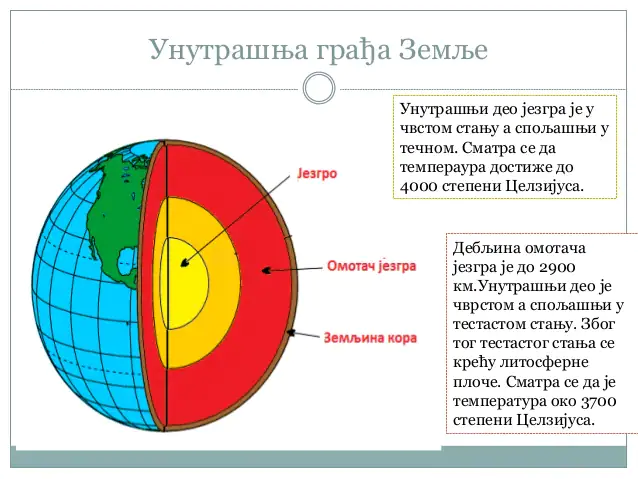 Унутрашња грађа Земље
Унутрашњи део језгра је у
чвстом стању а спољашњи у
течном. Сматра се да
темпераура достиже до
4000 степени Целзијуса.
Језгро
Омотач језгра
Земљина кора
Дебљина омотача
језгра је до 2900
км.Унутрашњи део је
чврстом а спољашњи у
тестастом стању. Због
тог тестастог стања се
крећу литосферне
плоче. Сматра се да је
температура око 3700
степени Целзијуса.